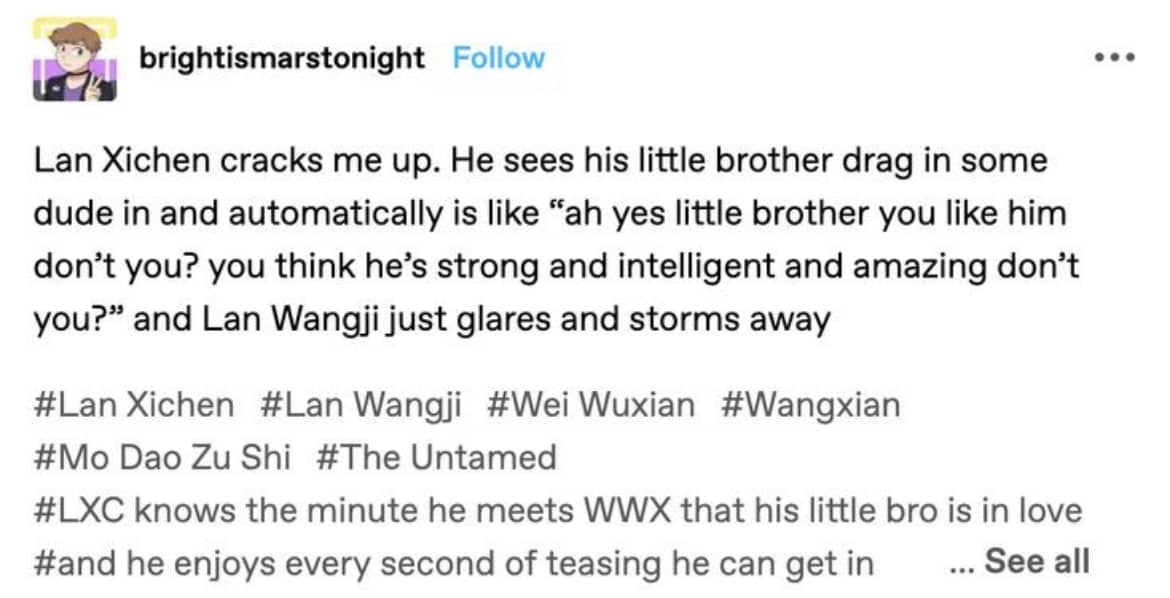 brightismarstonight Follow
Lan Xichen cracks me up. He sees his little brother drag in some
dude in and automatically is like “ah yes little brother you like him
don’t you? you think he’s strong and intelligent and amazing don’t
you?” and Lan Wangji just glares and storms away
#Lan Xichen #Lan Wangji #Wei Wuxian #Wangxian
#Mo Dao Zu Shi #The Untamed
#LXC knows the minute he meets WWX that his little bro is in love
#and he enjoys every second of teasing he can get in ... See all